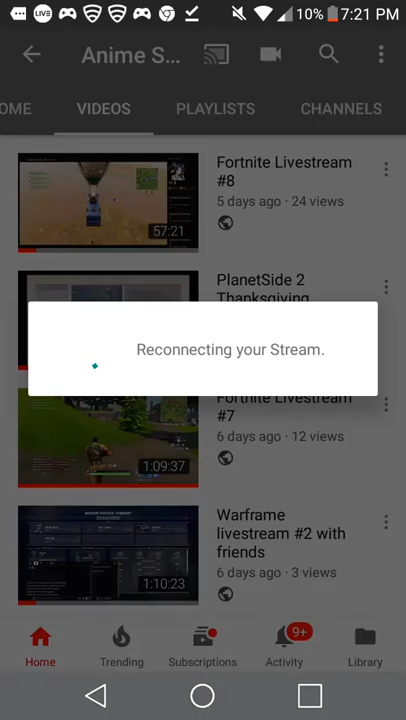 LIVE 10% 7:21 PM
Anime S...
OME VIDEOS PLAYLISTS CHANNELS
Fortnite Livestream
#8
5 days ago · 24 views
57:21
PlanetSide 2
Thanksgiving
Reconnecting your Stream.
Fortnite Livestream
#7
6 days ago · 12 views
1:09:37
Warframe
livestream #2 with
friends
6 days ago · 3 views
1:10:23
9+
Home Trending Subscriptions Activity Library